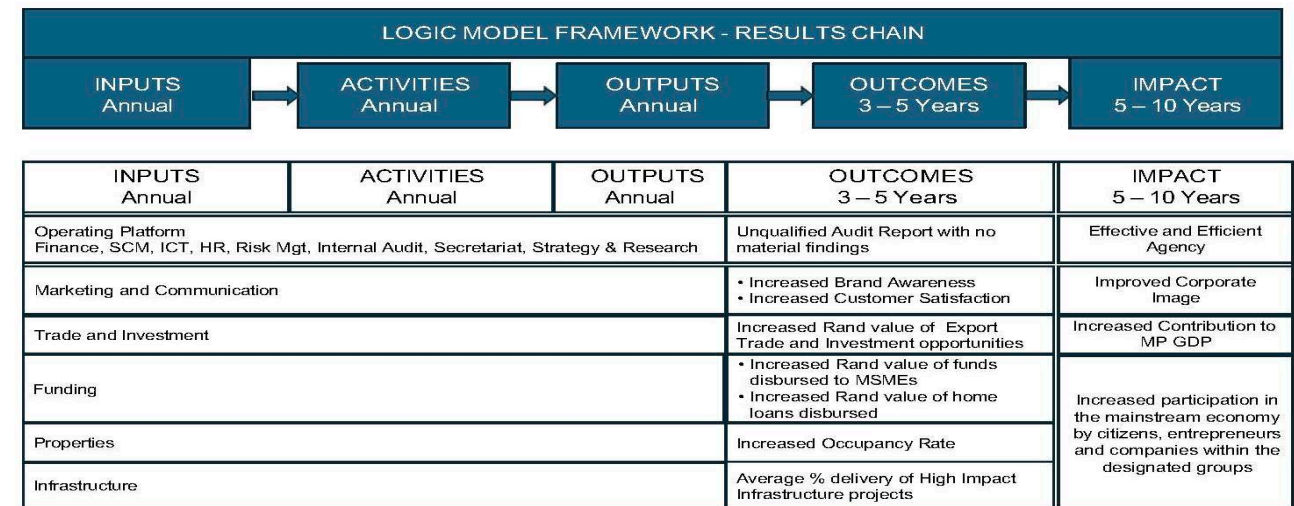 LOGIC MODEL FRAMEWORK - RESULTS CHAIN
INPUTS
Annual
ACTIVITIES
Annual
OUTPUTS
Annual
OUTCOMES
3 – 5 Years
IMPACT
5 – 10 Years
INPUTS
Annual
ACTIVITIES
Annual
OUTPUTS
Annual
OUTCOMES
3 – 5 Years
IMPACT
5 – 10 Years
Operating Platform
Finance, SCM, ICT, HR, Risk Mgt, Internal Audit, Secretariat, Strategy & Research
Unqualified Audit Report with no
material findings
Effective and Efficient
Agency
Marketing and Communication
• Increased Brand Awareness
• Increased Customer Satisfaction
Improved Corporate
Image
Trade and Investment
Increased Rand value of Export
Trade and Investment opportunities
Increased Contribution to
MP GDP
Funding
• Increased Rand value of funds
disbursed to MSMEs
• Increased Rand value of home
loans disbursed
Increased participation in
the mainstream economy
by citizens, entrepreneurs
and companies within the
designated groups
Properties
Increased Occupancy Rate
Infrastructure
Average % delivery of High Impact
Infrastructure projects